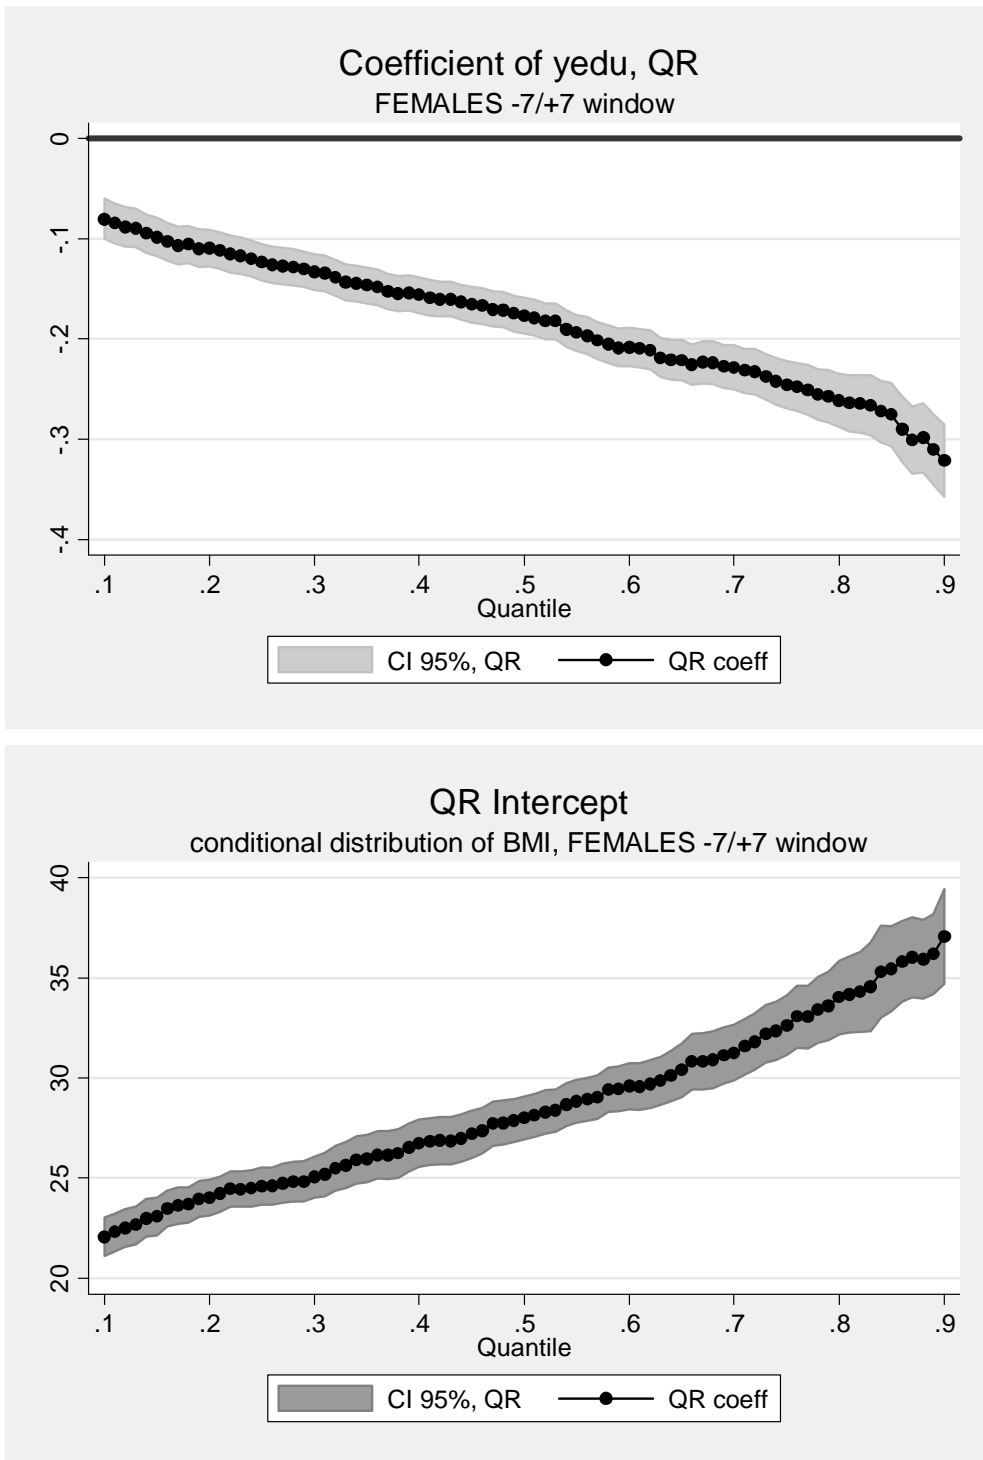 Coefficient of yedu, QR
FEMALES -7/+7 window
0
-.1
-.2
-.3
-.4
.1 .2 .3 .4 .5 .6 .7 .8 .9
Quantile
CI 95%, QR QR coeff
QR Intercept
conditional distribution of BMI, FEMALES -7/+7 window
40
35
30
25
20
.1 .2 .3 .4 .5 .6 .7 .8 .9
Quantile
CI 95%, QR QR coeff